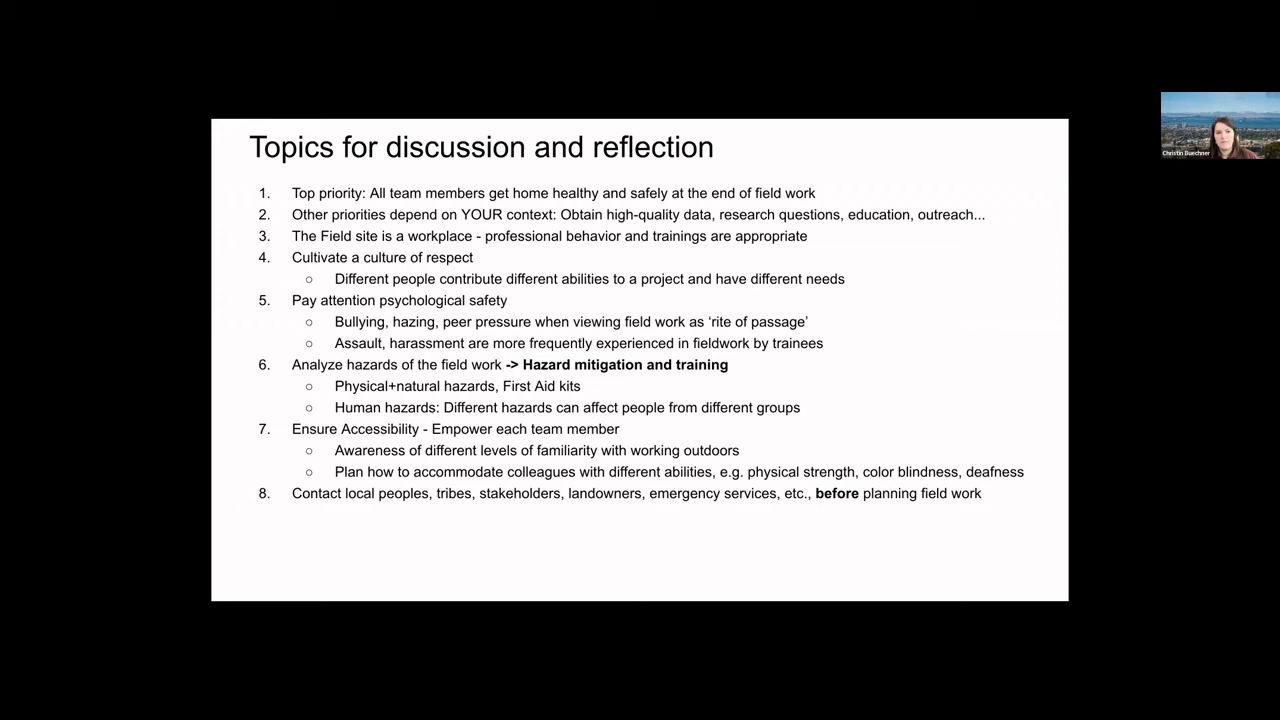 Topics for discussion and reflection
1. Top priority: All team members get home healthy and safely at the end of field work
2. Other priorities depend on YOUR context: Obtain high-quality data, research questions, education, outreach...
3. The Field site is a workplace - professional behavior and trainings are appropriate
4. Cultivate a culture of respect
○ Different people contribute different abilities to a project and have different needs
5. Pay attention psychological safety
○ Bullying, hazing, peer pressure when viewing field work as ‘rite of passage’
○ Assault, harassment are more frequently experienced in fieldwork by trainees
6. Analyze hazards of the field work -> Hazard mitigation and training
○ Physical+natural hazards, First Aid kits
○ Human hazards: Different hazards can affect people from different groups
7. Ensure Accessibility - Empower each team member
○ Awareness of different levels of familiarity with working outdoors
○ Plan how to accommodate colleagues with different abilities, e.g. physical strength, color blindness, deafness
8. Contact local peoples, tribes, stakeholders, landowners, emergency services, etc., before planning field work
Christin Buechner